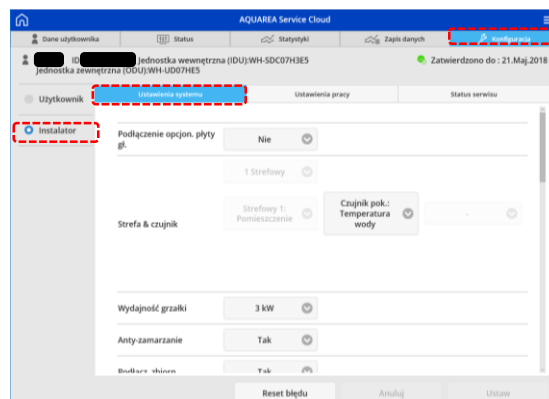 AQUAREA Service Cloud
Dane użytkownika Status Statystyki Zapis danych Konfiguracja
ID Jednostka wewnętrzna (IDU):WH-SDC07H3E5 Zatwierdzono do : 21.Maj.2018
Jednostka zewnętrzna (ODU):WH-UD07HE5
Użytkownik Ustawienia systemu Ustawienia pracy Status serwisu
Instalator
Podłączenie opcjon. płyty
gł.
Nie
1 Strefowy
Strefa & czujnik
Strefowy 1:
Pomieszczenie
Czujnik pok.:
Temperatura
wody
-
Wydajność grzałki 3 kW
Anty-zamarzanie Tak
Podłącz. zbiorn. Tak
Reset błędu Anuluj Ustaw